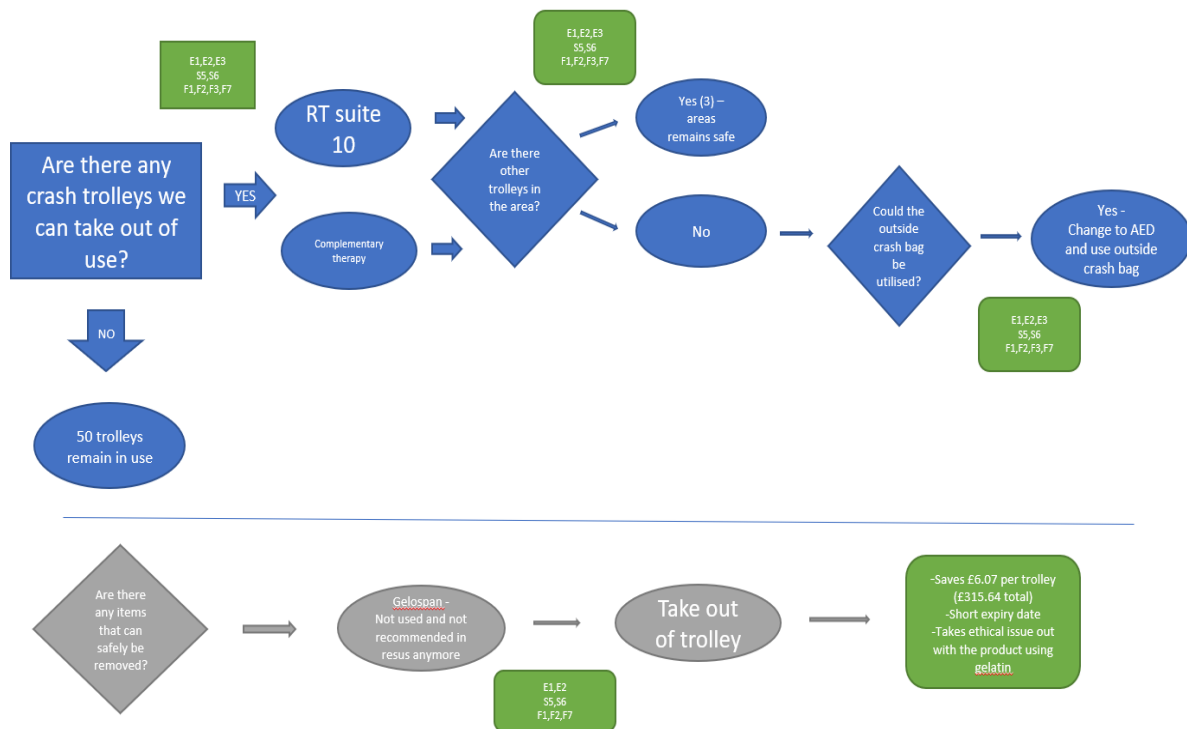 E1,E2,E3
S5,S6
F1,F2,F3,F7
E1,E2,E3
S5,S6
F1,F2,F3,F7
Are there any
crash trolleys we
can take out of
use?
YES
RT suite
10
Complementary
therapy
Are there
other
trolleys in
the area?
Yes (3) –
areas
remains safe
No
Could the
outside
crash bag
be
utilised?
Yes -
Change to AED
and use outside
crash bag
E1,E2,E3
S5,S6
F1,F2,F3,F7
NO
50 trolleys
remain in use
Are there
any items
that can
safely be
removed?
Gelospan -
Not used and not
recommended in
resus anymore
E1,E2
S5,S6
F1,F2,F7
Take out
of trolley
-Saves £6.07 per trolley
(£315.64 total)
-Short expiry date
-Takes ethical issue out
with the product using
gelatin